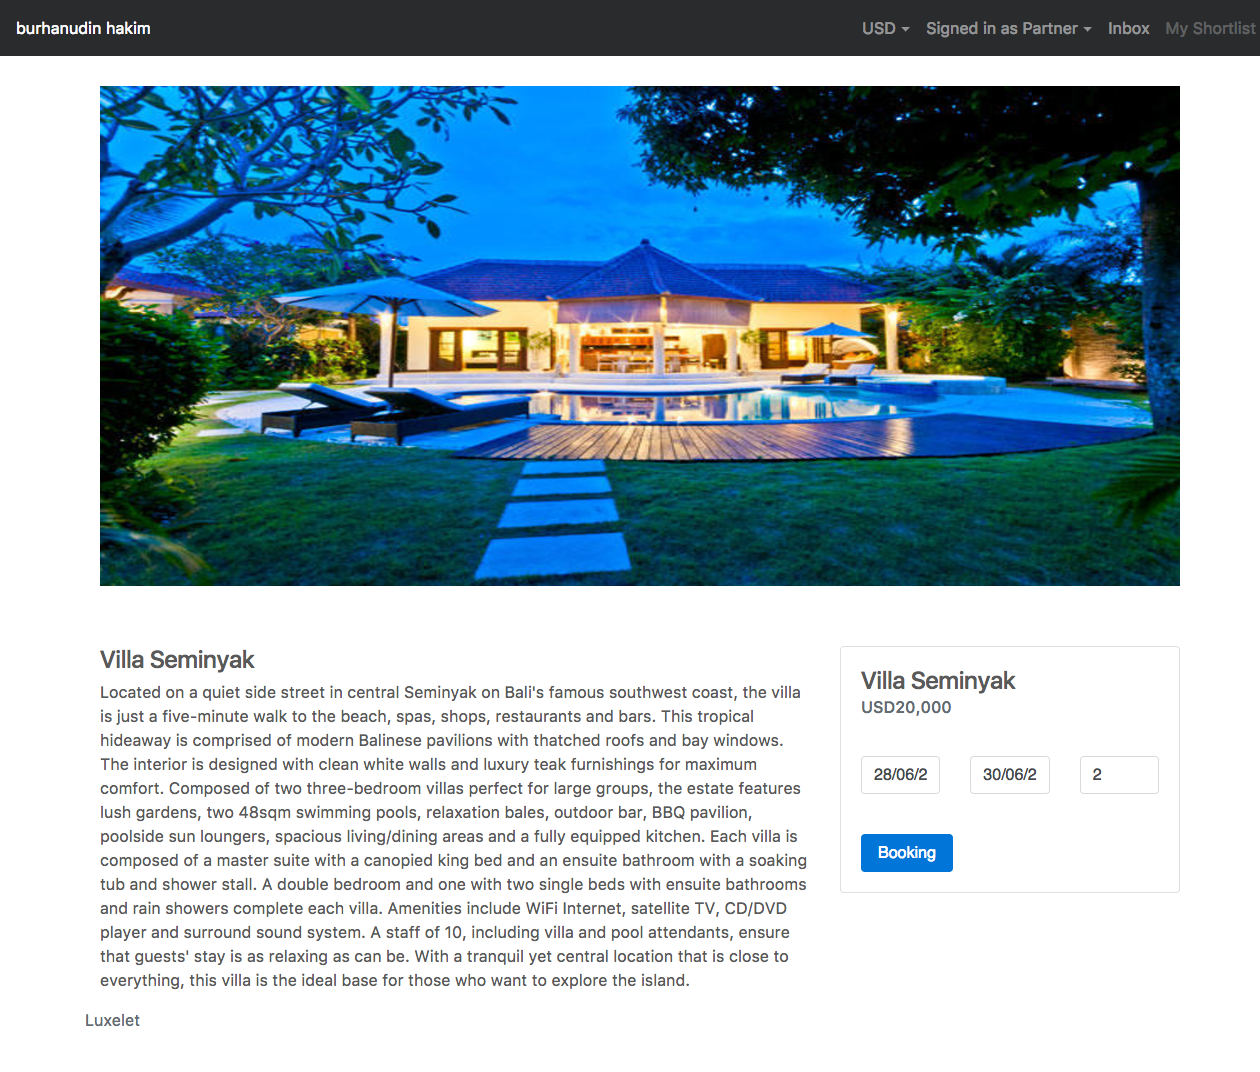 burhanudin hakim
USD
Signed in as Partner
Inbox
My Shortlist
Villa Seminyak
Located on a quiet side street in central Seminyak on Bali's famous southwest coast, the villa
is just a five-minute walk to the beach, spas, shops, restaurants and bars. This tropical
hideaway is comprised of modern Balinese pavilions with thatched roofs and bay windows.
The interior is designed with clean white walls and luxury teak furnishings for maximum
comfort. Composed of two three-bedroom villas perfect for large groups, the estate features
lush gardens, two 48sqm swimming pools, relaxation bales, outdoor bar, BBQ pavilion,
poolside sun loungers, spacious living/dining areas and a fully equipped kitchen. Each villa is
composed of a master suite with a canopied king bed and an ensuite bathroom with a soaking
tub and shower stall. A double bedroom and one with two single beds with ensuite bathrooms
and rain showers complete each villa. Amenities include WiFi Internet, satellite TV, CD/DVD
player and surround sound system. A staff of 10, including villa and pool attendants, ensure
that guests' stay is as relaxing as can be. With a tranquil yet central location that is close to
everything, this villa is the ideal base for those who want to explore the island.
Villa Seminyak
USD20,000
28/06/2
30/06/2
2
Booking
Luxelet